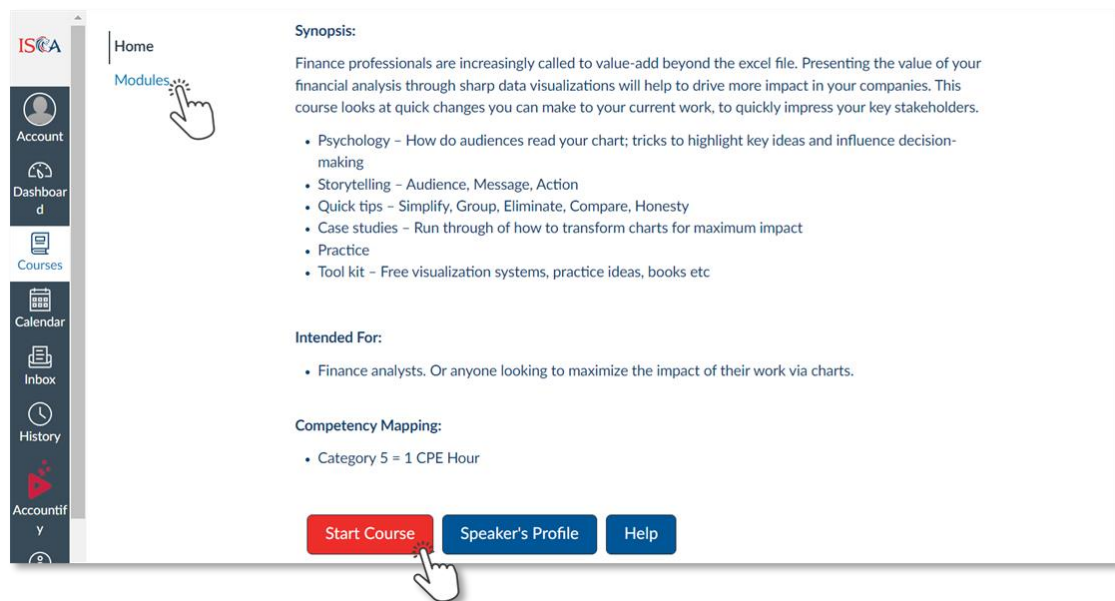 ISCA
Account
Dashboar
d
Courses
Calendar
Inbox
History
Accountif
y
Home
Modules
Synopsis:
Finance professionals are increasingly called to value-add beyond the excel file. Presenting the value of your
financial analysis through sharp data visualizations will help to drive more impact in your companies. This
course looks at quick changes you can make to your current work, to quickly impress your key stakeholders.
• Psychology – How do audiences read your chart; tricks to highlight key ideas and influence decision-
making
• Storytelling – Audience, Message, Action
• Quick tips – Simplify, Group, Eliminate, Compare, Honesty
• Case studies – Run through of how to transform charts for maximum impact
• Practice
• Tool kit – Free visualization systems, practice ideas, books etc
Intended For:
• Finance analysts. Or anyone looking to maximize the impact of their work via charts.
Competency Mapping:
• Category 5 = 1 CPE Hour
Start Course
Speaker's Profile
Help